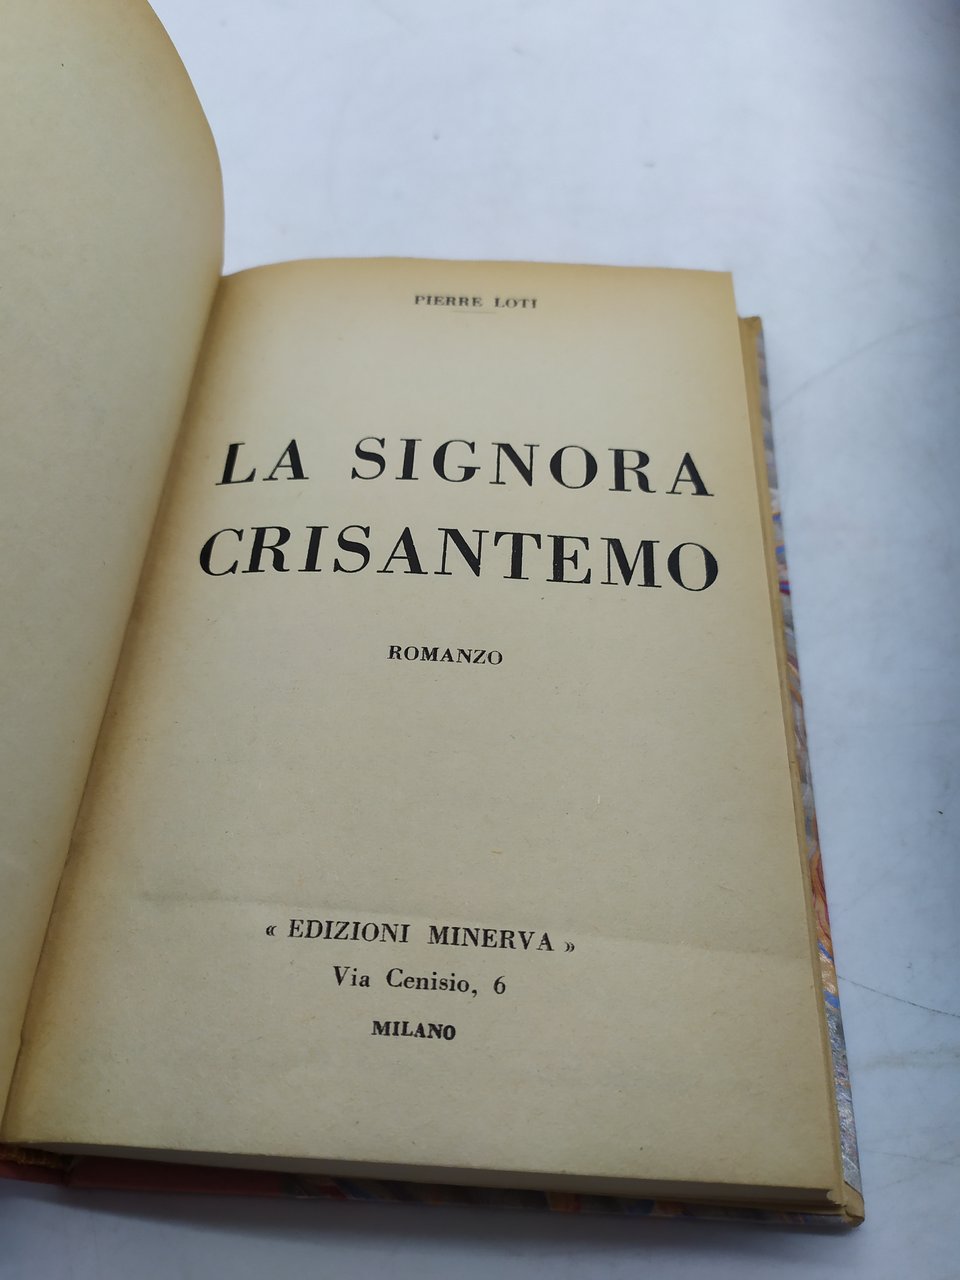 PIERRE LOTI
LA SIGNORA
CRISANTEMO
ROMANZO
« EDIZIONI MINERVA »
Via Cenisio, 6
MILANO